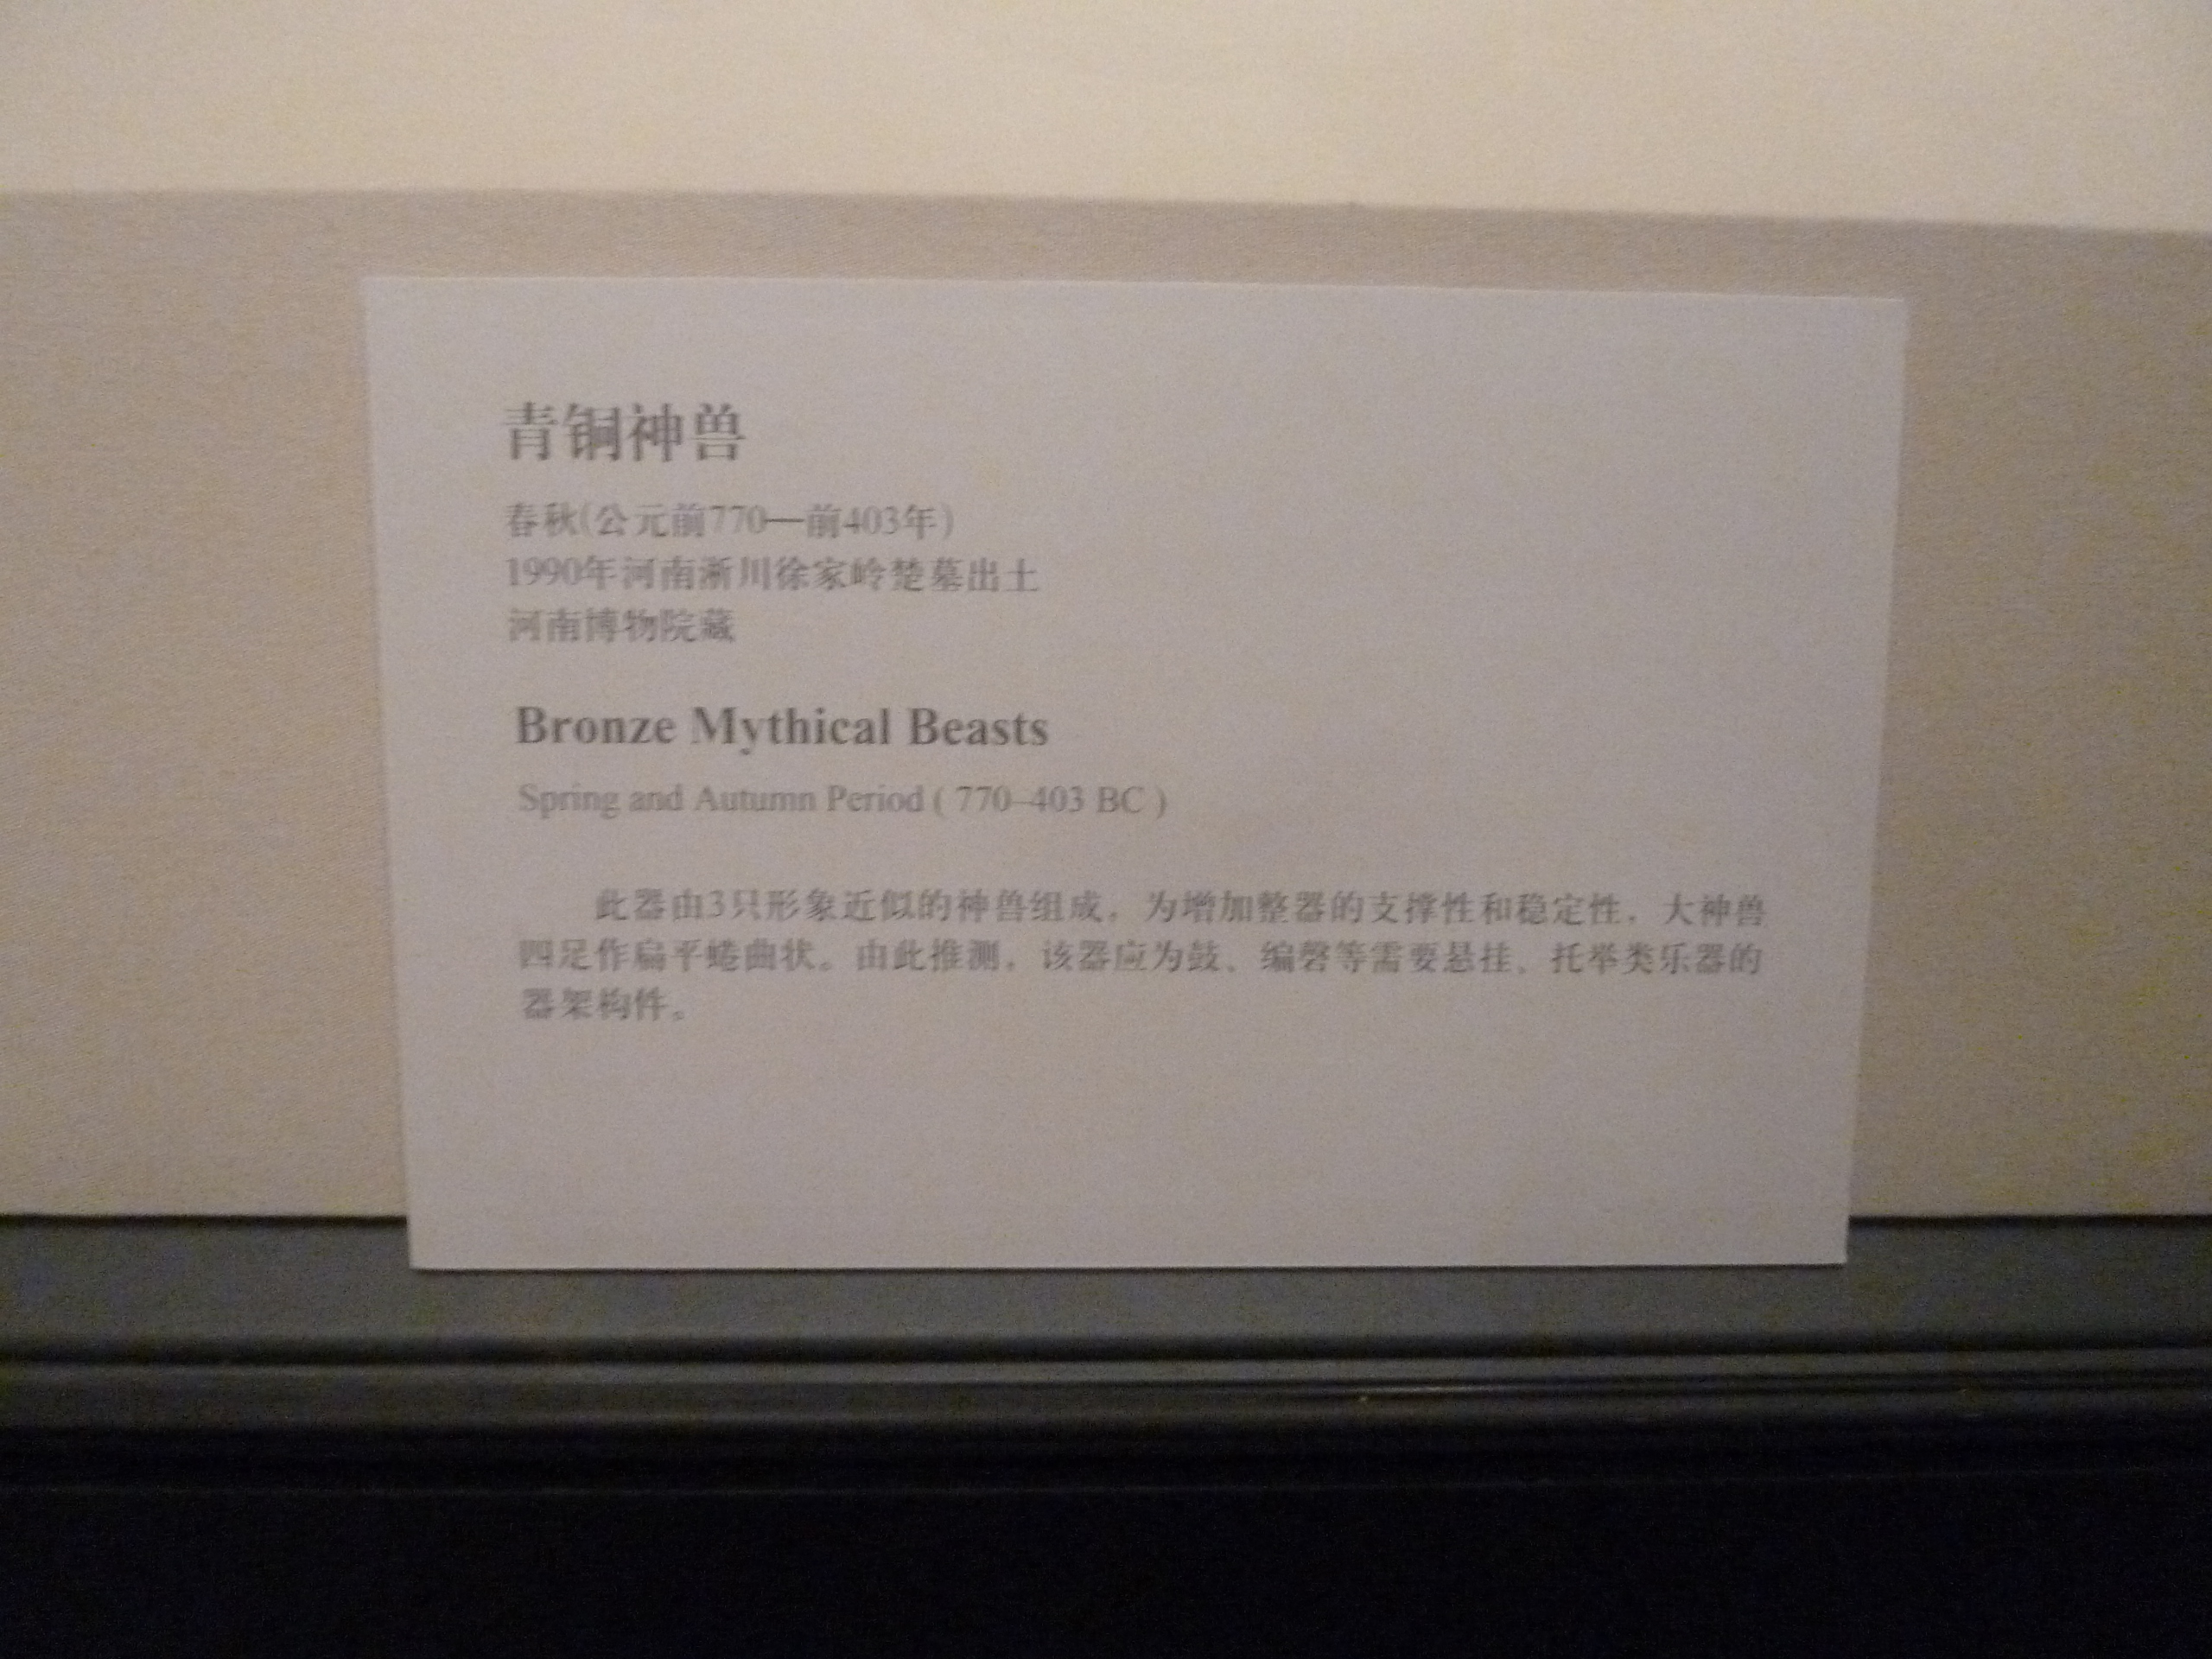 青铜神兽
春秋(公元前770—前403年)
1990年河南淅川徐家岭楚墓出土
河南博物院藏
Bronze Mythical Beasts
Spring and Autumn Period ( 770–403 BC )
此器由3只形象近似的神兽组成，为增加整器的支撑性和稳定性，大神兽
四足作扁平蜷曲状。由此推测，该器应为鼓、编磬等需要悬挂、托举类乐器的
器架构件。